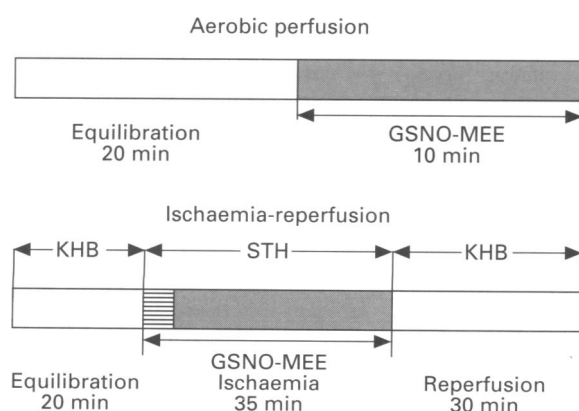 Aerobic perfusion
Equilibration
20 min
GSNO-MEE
10 min
Ischaemia-reperfusion
KHB STH KHB
GSNO-MEE
Equilibration Ischaemia Reperfusion
20 min 35 min 30 min